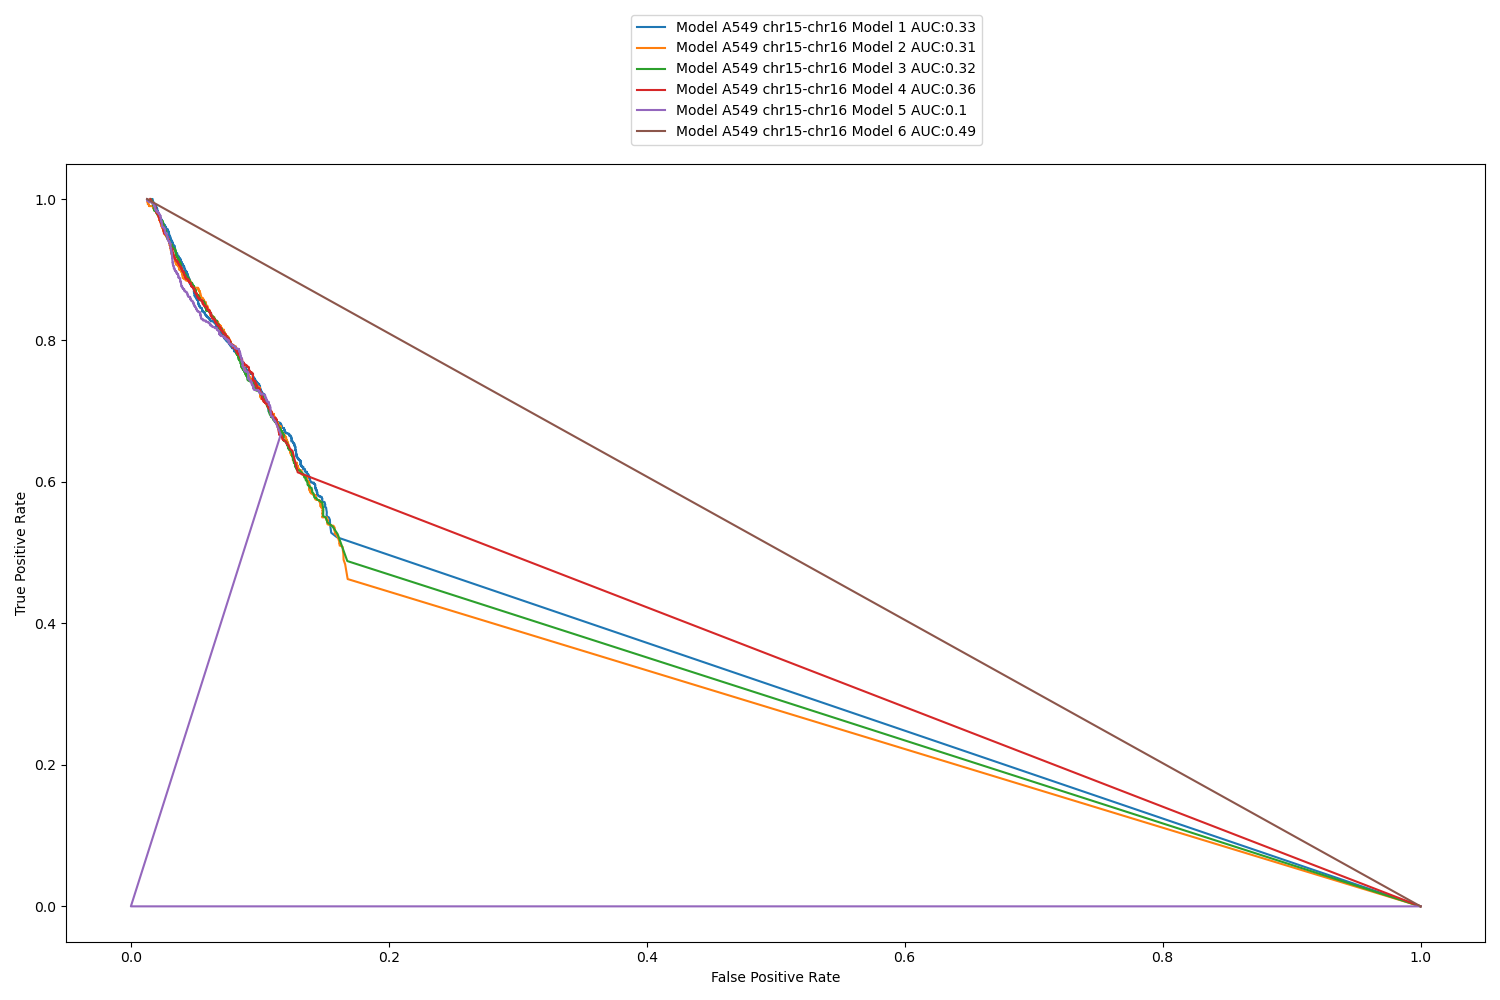 Model A549 chr15-chr16 Model 1 AUC:0.33
Model A549 chr15-chr16 Model 2 AUC:0.31
Model A549 chr15-chr16 Model 3 AUC:0.32
Model A549 chr15-chr16 Model 4 AUC:0.36
Model A549 chr15-chr16 Model 5 AUC:0.1
Model A549 chr15-chr16 Model 6 AUC:0.49
1.0
0.8
0.6
0.4
0.2
0.0
True Positive Rate
0.0 0.2 0.4 0.6 0.8 1.0
False Positive Rate